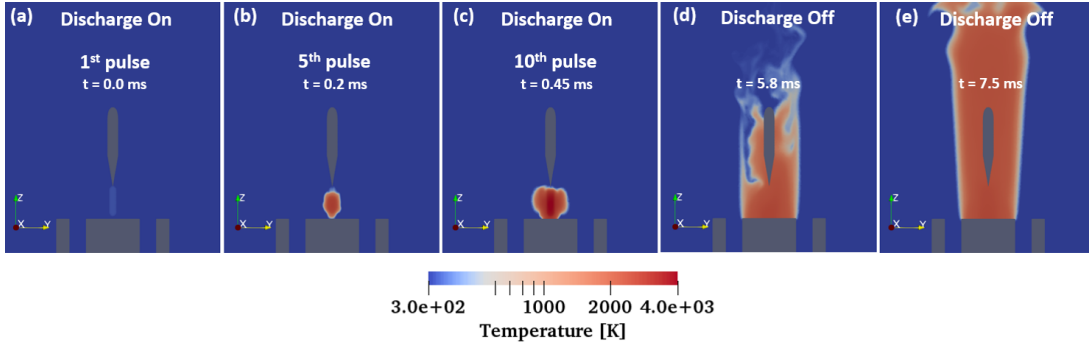 (a) Discharge On
1st pulse
t = 0.0 ms
Z
X Y
(b) Discharge On
5th pulse
t = 0.2 ms
Z
X Y
(c) Discharge On
10th pulse
t = 0.45 ms
Z
X Y
(d) Discharge Off
t = 5.8 ms
Z
X Y
(e) Discharge Off
t = 7.5 ms
Z
X Y
3.0e+02 1000 2000 4.0e+03
Temperature [K]